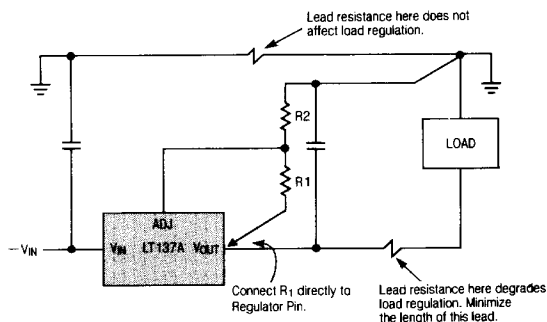 Lead resistance here does not
affect load regulation.
R2
R1
LOAD
ADJ
–VIN
VIN LT137A VOUT
Connect R1 directly to
Regulator Pin.
Lead resistance here degrades
load regulation. Minimize
the length of this lead.